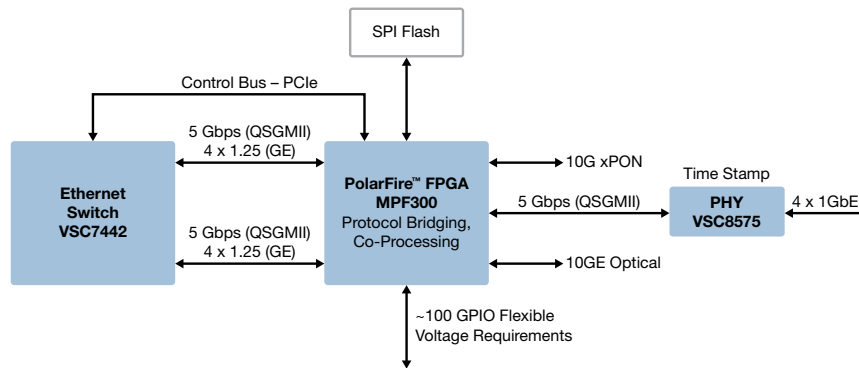 SPI Flash
Control Bus – PCIe
5 Gbps (QSGMII)
4 x 1.25 (GE)
Ethernet
Switch
VSC7442
5 Gbps (QSGMII)
4 x 1.25 (GE)
PolarFire™ FPGA
MPF300
Protocol Bridging,
Co-Processing
10G xPON
5 Gbps (QSGMII)
10GE Optical
Time Stamp
PHY
VSC8575
4 x 1GbE
~100 GPIO Flexible
Voltage Requirements